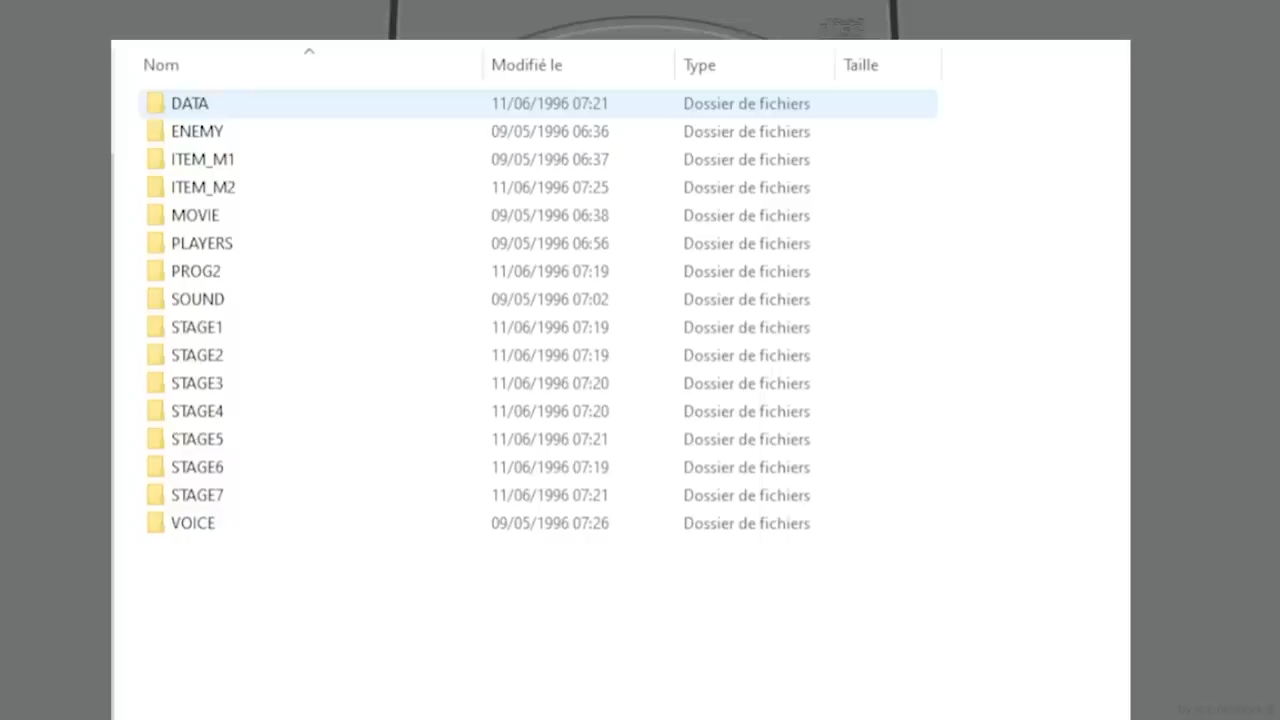 Nom Modifié le Type Taille
DATA 11/06/1996 07:21 Dossier de fichiers
ENEMY 09/05/1996 06:36 Dossier de fichiers
ITEM_M1 09/05/1996 06:37 Dossier de fichiers
ITEM_M2 11/06/1996 07:25 Dossier de fichiers
MOVIE 09/05/1996 06:38 Dossier de fichiers
PLAYERS 09/05/1996 06:56 Dossier de fichiers
PROG2 11/06/1996 07:19 Dossier de fichiers
SOUND 09/05/1996 07:02 Dossier de fichiers
STAGE1 11/06/1996 07:19 Dossier de fichiers
STAGE2 11/06/1996 07:19 Dossier de fichiers
STAGE3 11/06/1996 07:20 Dossier de fichiers
STAGE4 11/06/1996 07:20 Dossier de fichiers
STAGE5 11/06/1996 07:21 Dossier de fichiers
STAGE6 11/06/1996 07:19 Dossier de fichiers
STAGE7 11/06/1996 07:21 Dossier de fichiers
VOICE 09/05/1996 07:26 Dossier de fichiers